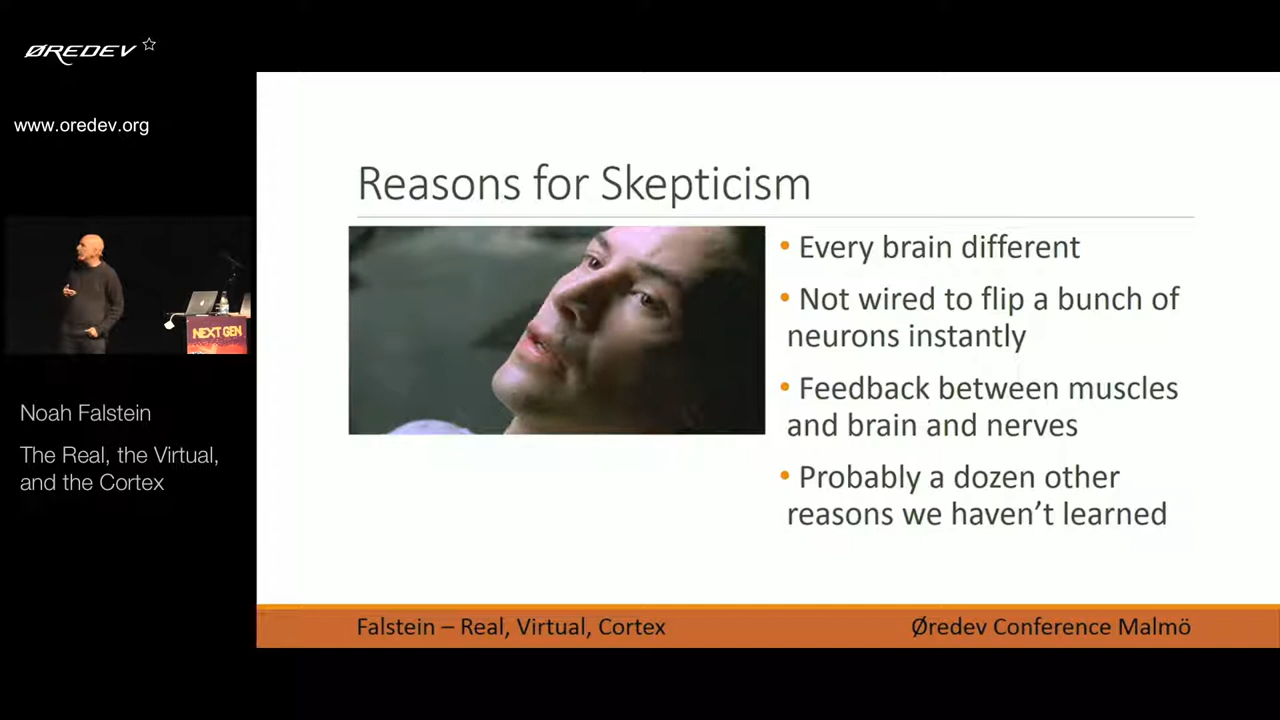 ØREDEV
www.oredev.org
Reasons for Skepticism
• Every brain different
• Not wired to flip a bunch of
neurons instantly
• Feedback between muscles
and brain and nerves
• Probably a dozen other
reasons we haven’t learned
NEXT GEN
Noah Falstein
The Real, the Virtual,
and the Cortex
Falstein – Real, Virtual, Cortex
Øredev Conference Malmö